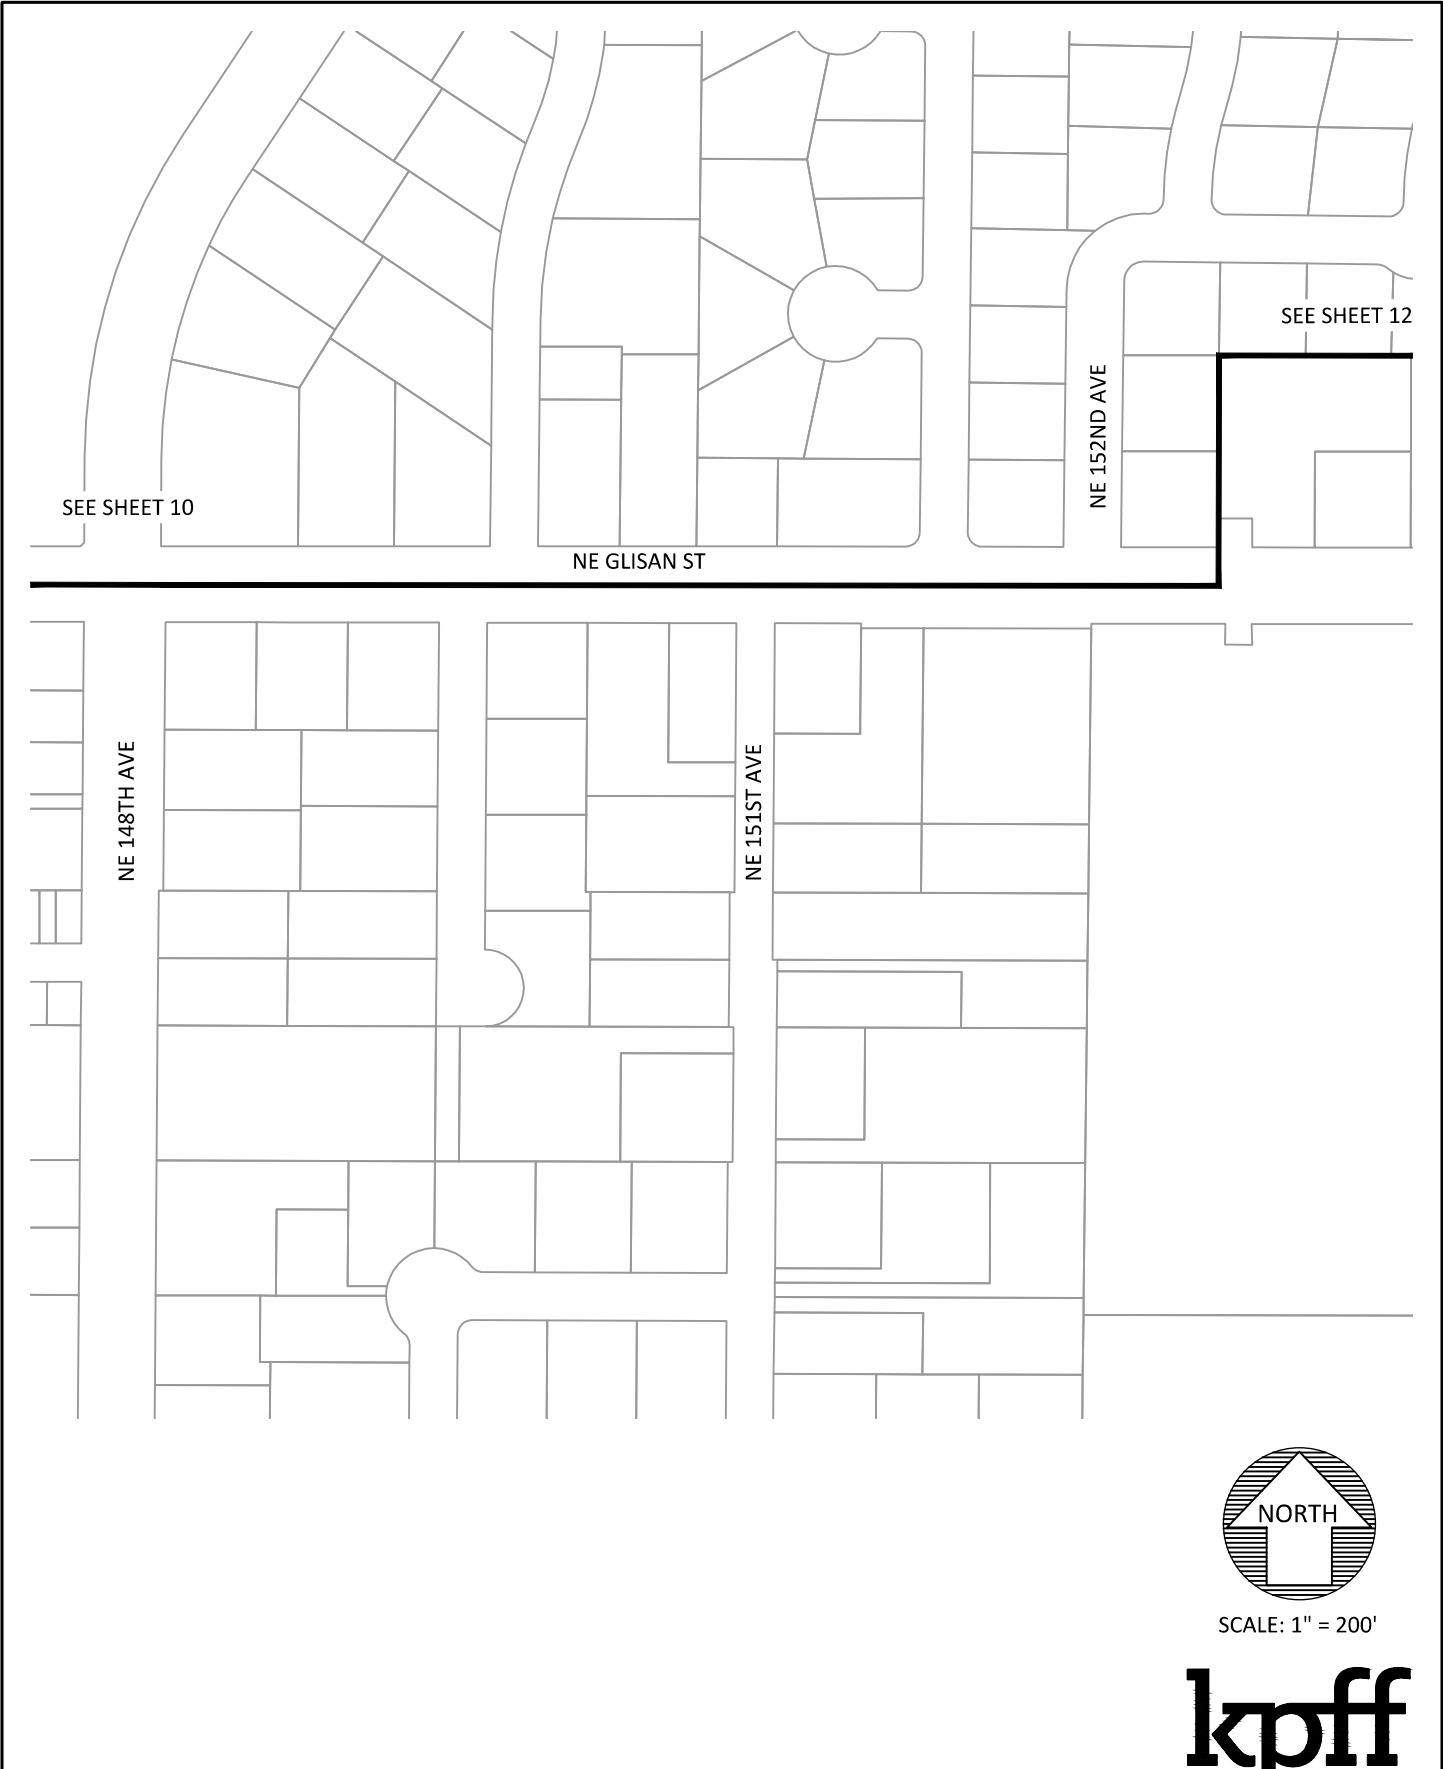 SEE SHEET 12
NE 152ND AVE
SEE SHEET 10
NE GLISAN ST
NE 148TH AVE
NE 151ST AVE
NORTH
SCALE: 1" = 200'
kpff